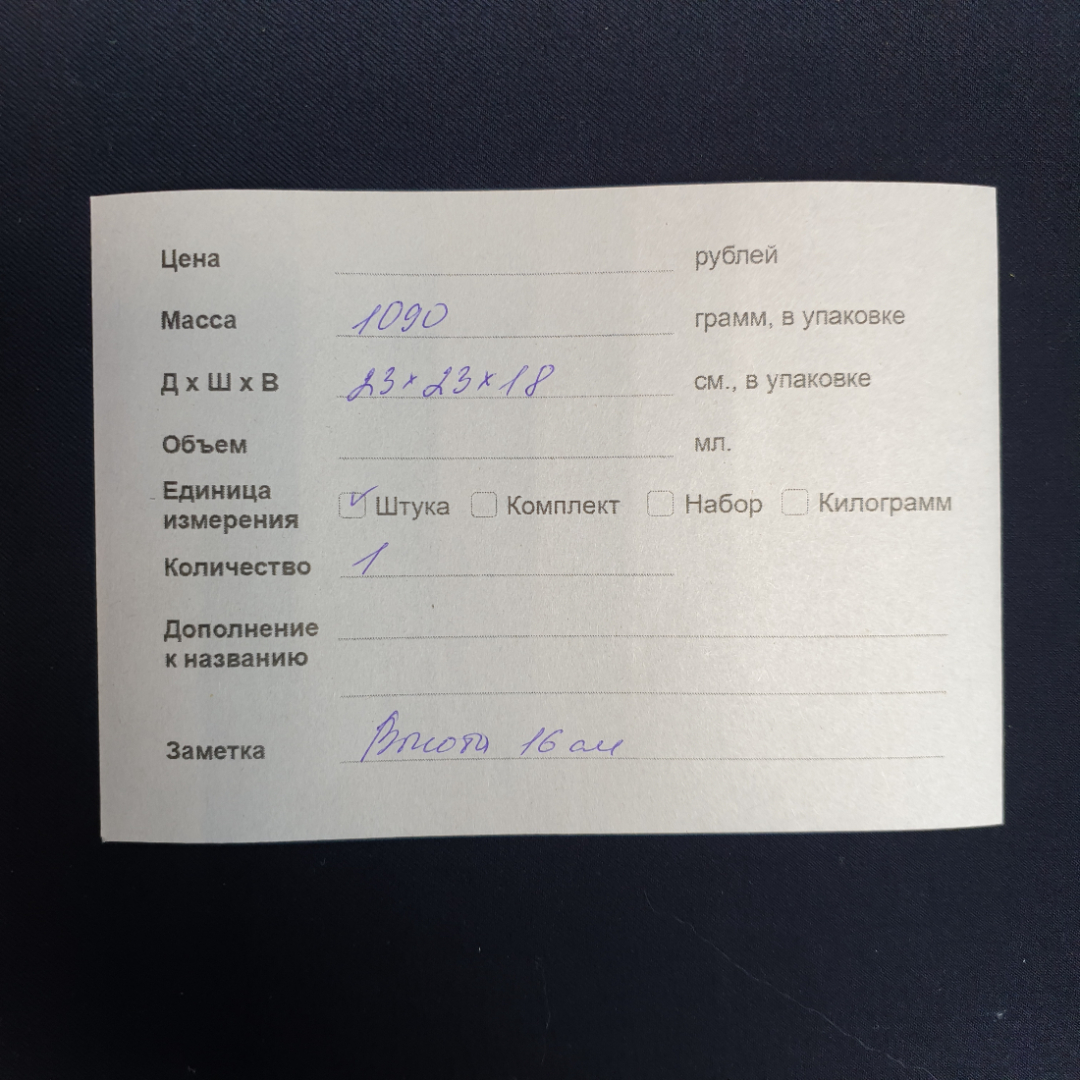 Цена рублей
Масса 1090 грамм, в упаковке
Д х Ш х В 23×23×18 см., в упаковке
Объем мл.
Единица
измерения Штука Комплект Набор Килограмм
Количество 1
Дополнение
к названию
Заметка Высота 16 см